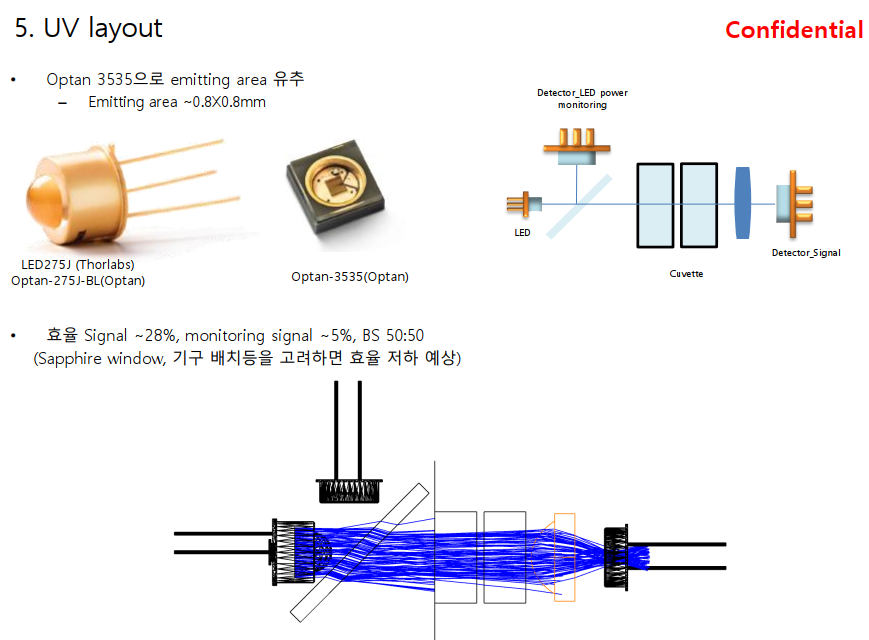 5. UV layout
Confidential
• Optan 3535으로 emitting area 유추
– Emitting area ~0.8X0.8mm
Detector_LED power
monitoring
LED
Cuvette
Detector_Signal
LED275J (Thorlabs)
Optan-275J-BL(Optan)
Optan-3535(Optan)
• 효율 Signal ~28%, monitoring signal ~5%, BS 50:50
(Sapphire window, 기구 배치등을 고려하면 효율 저하 예상)